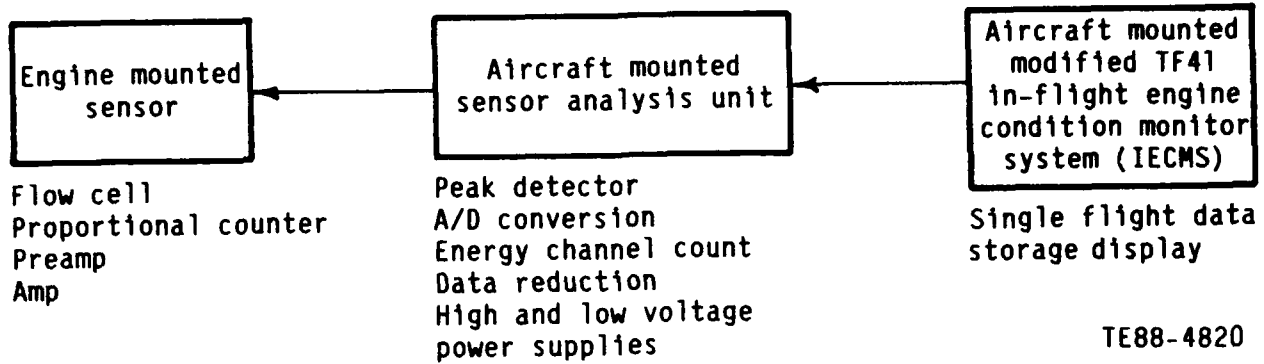 Engine mounted
sensor
Flow cell
Proportional counter
Preamp
Amp
Aircraft mounted
sensor analysis unit
Peak detector
A/D conversion
Energy channel count
Data reduction
High and low voltage
power supplies
Aircraft mounted
modified TF41
in-flight engine
condition monitor
system (IECMS)
Single flight data
storage display
TE88-4820